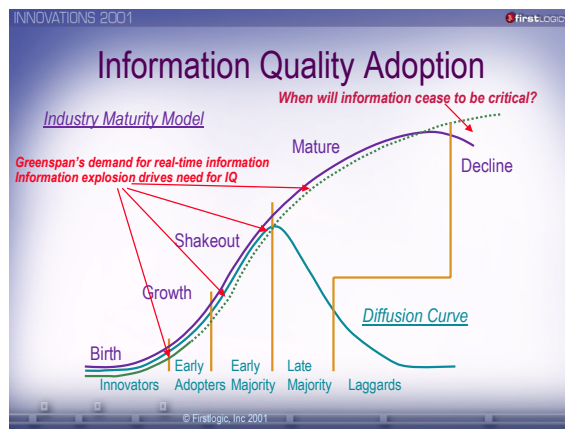 INNOVATIONS 2001
firstLOGIC
Information Quality Adoption
When will information cease to be critical?
Industry Maturity Model
Mature
Greenspan's demand for real-time information
Information explosion drives need for IQ
Decline
Shakeout
Growth
Diffusion Curve
Birth
Early
Early
Late
Innovators
Adopters
Majority
Majority
Laggards
© Firstlogic, Inc 2001